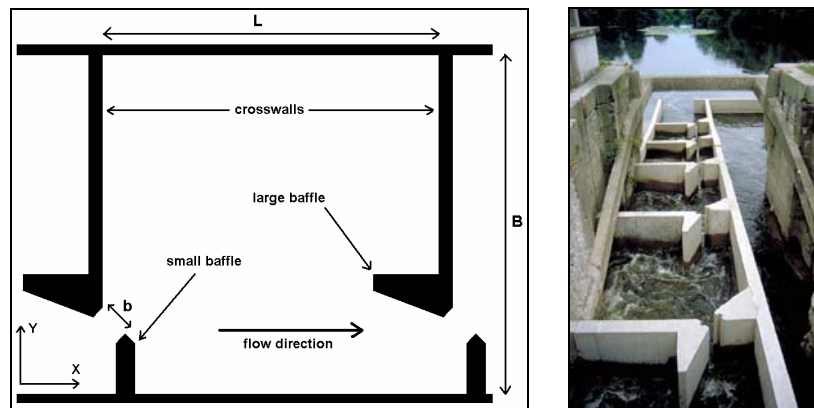 L
crosswalls
large baffle
B
small baffle
b
Y
flow direction
X